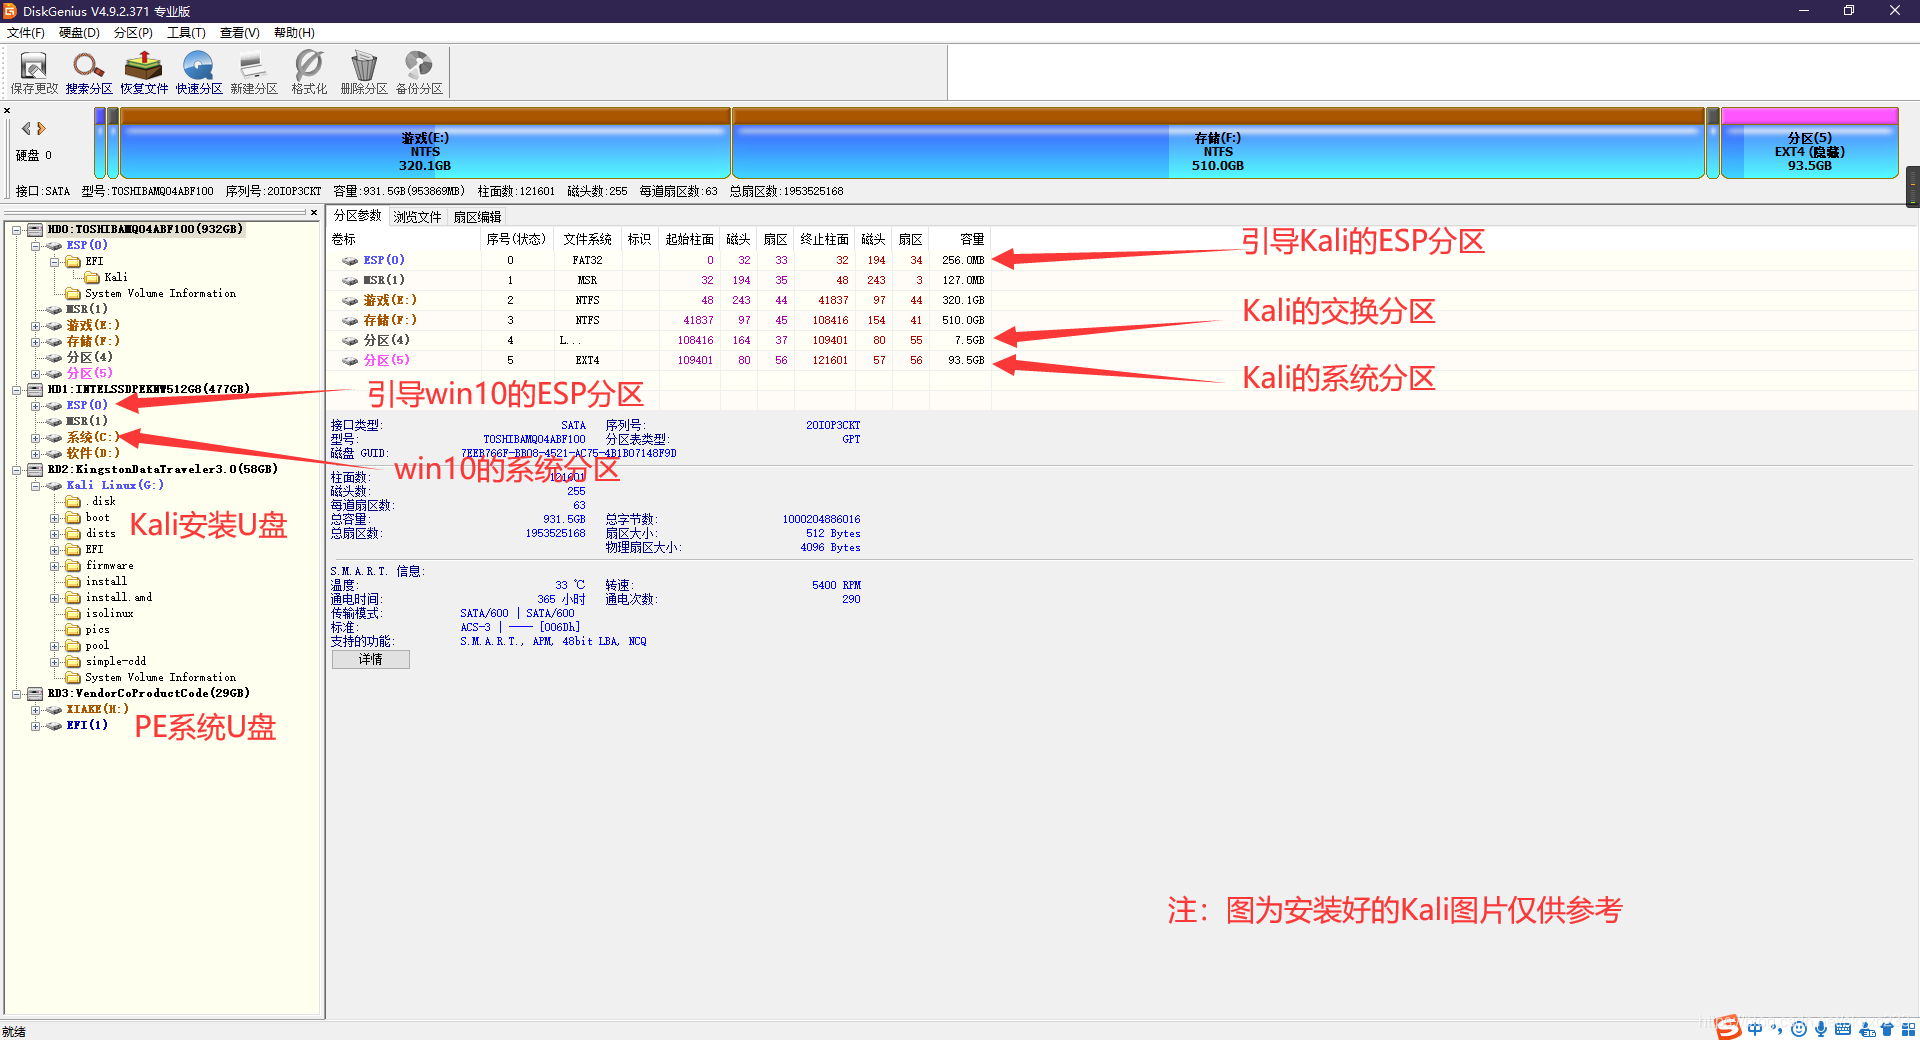 DiskGenius V4.9.2.371 专业版
文件(F) 硬盘(D) 分区(P) 工具(T) 查看(V) 帮助(H)
保存更改 搜索分区 恢复文件 快速分区 新建分区 格式化 删除分区 备份分区
硬盘 0
游戏(E:)
NTFS
320.1GB
存储(F:)
NTFS
510.0GB
分区(5)
EXT4 (隐藏)
93.5GB
接口:SATA 型号:TOSHIBAMQ04ABF100 序列号:20IOP3CKT 容量:931.5GB(953869MB) 柱面数:121601 磁头数:255 每道扇区数:63 总扇区数:1953525168
HD0:TOSHIBAMQ04ABF100(932GB)
ESP(0)
EFI
Kali
System Volume Information
MSR(1)
游戏(E:)
存储(F:)
分区(4)
分区(5)
HD1:INTELSSDPEKNW512G8(477GB)
ESP(0)
MSR(1)
系统(C:)
软件(D:)
RD2:KingstonDataTraveler3.0(58GB)
Kali Linux(G:)
.disk
boot
dists
EFI
firmware
install
install.amd
isolinux
pics
pool
simple-cdd
System Volume Information
RD3:VendorCoProductCode(29GB)
XIAKE(H:)
EFI(1)
Kali安装U盘
PE系统U盘
分区参数 浏览文件 扇区编辑
卷标 序号(状态) 文件系统 标识 起始柱面 磁头 扇区 终止柱面 磁头 扇区 容量
ESP(0) 0 FAT32 0 32 33 32 194 34 256.0MB
MSR(1) 1 MSR 32 194 35 48 243 3 127.0MB
游戏(E:) 2 NTFS 48 243 44 41837 97 44 320.1GB
存储(F:) 3 NTFS 41837 97 45 108416 154 41 510.0GB
分区(4) 4 L... 108416 164 37 109401 80 55 7.5GB
分区(5) 5 EXT4 109401 80 56 121601 57 56 93.5GB
引导Kali的ESP分区
Kali的交换分区
Kali的系统分区
引导win10的ESP分区
win10的系统分区
接口类型: SATA 序列号: 20IOP3CKT
型号: TOSHIBAMQ04ABF100 分区表类型: GPT
磁盘 GUID: 7EEB766F-BB08-4521-AC75-4B1B07148F9D
柱面数: 121601
磁头数: 255
每道扇区数: 63
总容量: 931.5GB 总字节数: 1000204886016
总扇区数: 1953525168 扇区大小: 512 Bytes
物理扇区大小: 4096 Bytes
S.M.A.R.T. 信息:
温度: 33 ℃ 转速: 5400 RPM
通电时间: 365 小时 通电次数: 290
传输模式: SATA/600 | SATA/600
标准: ACS-3 | ---- [006Dh]
支持的功能: S.M.A.R.T., APM, 48bit LBA, NCQ
详情
注：图为安装好的Kali图片仅供参考
就绪
中